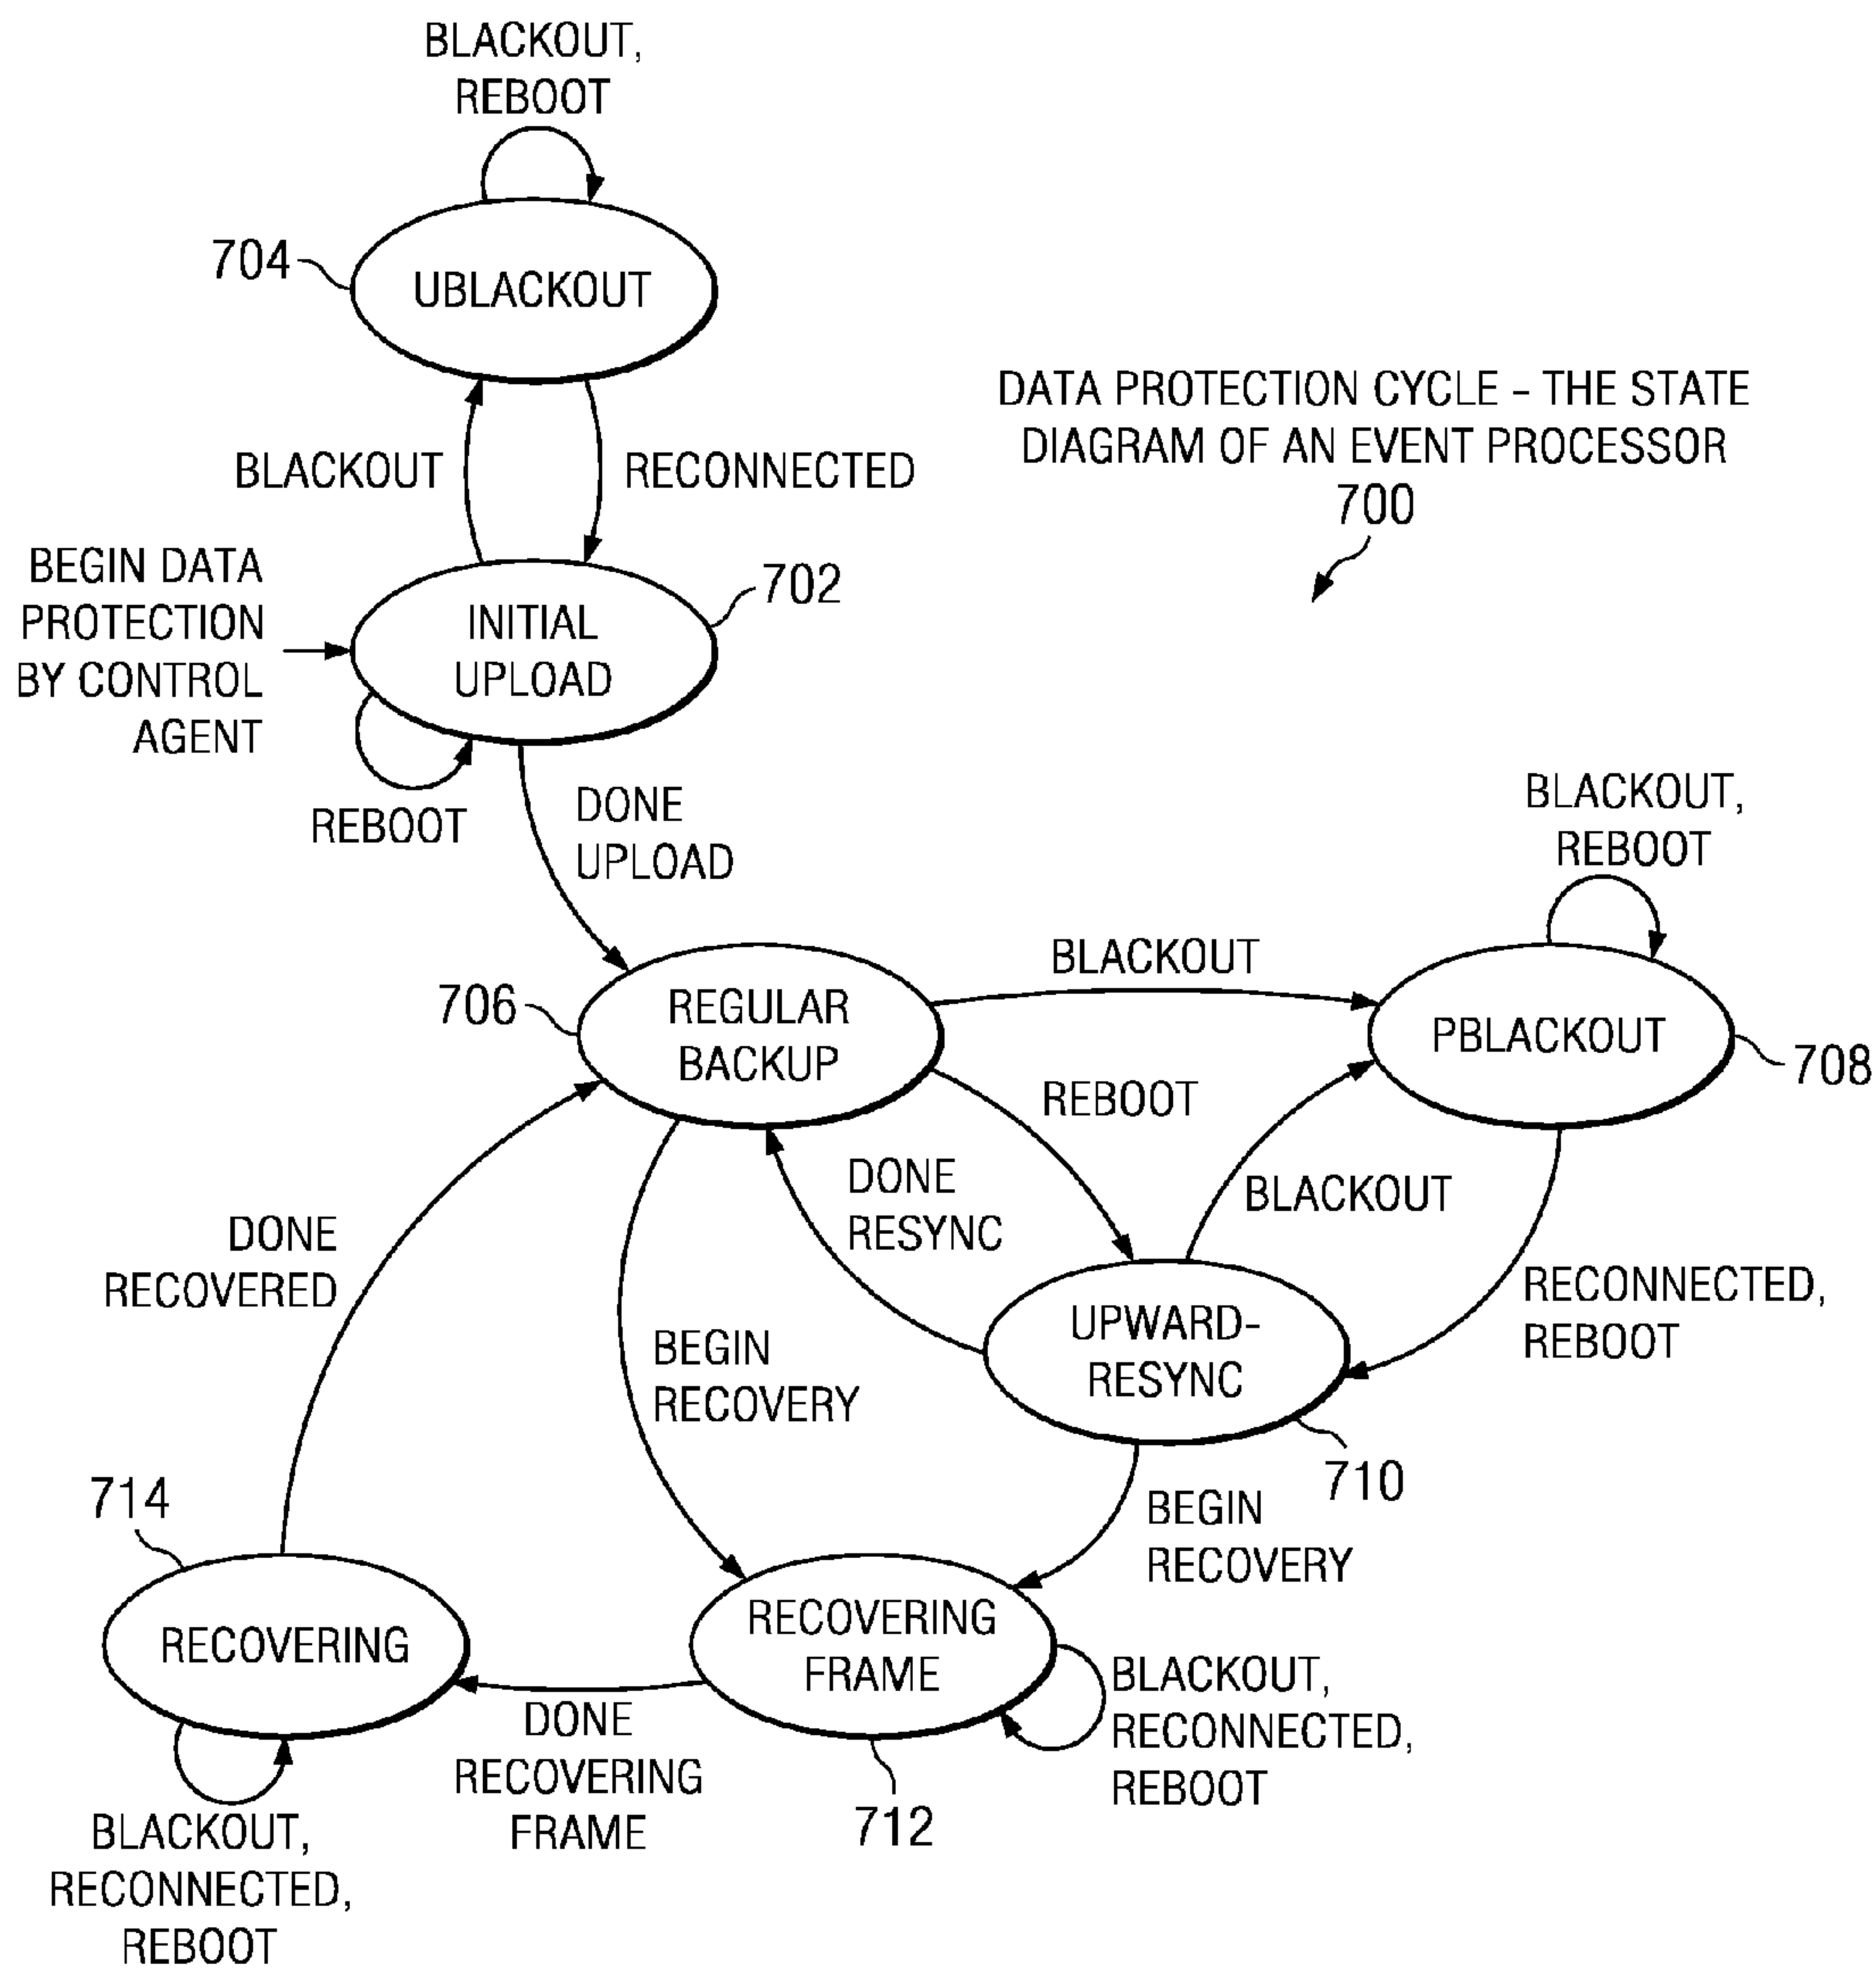 BLACKOUT,
REBOOT
704
UBLACKOUT
DATA PROTECTION CYCLE - THE STATE
DIAGRAM OF AN EVENT PROCESSOR
700
BLACKOUT
RECONNECTED
BEGIN DATA
PROTECTION
BY CONTROL
AGENT
702
INITIAL
UPLOAD
REBOOT
DONE
UPLOAD
BLACKOUT,
REBOOT
706
REGULAR
BACKUP
BLACKOUT
PBLACKOUT
708
REBOOT
DONE
RESYNC
BLACKOUT
DONE
RECOVERED
RECONNECTED,
REBOOT
BEGIN
RECOVERY
UPWARD-
RESYNC
710
714
BEGIN
RECOVERY
RECOVERING
RECOVERING
FRAME
BLACKOUT,
RECONNECTED,
REBOOT
DONE
RECOVERING
FRAME
712
BLACKOUT,
RECONNECTED,
REBOOT